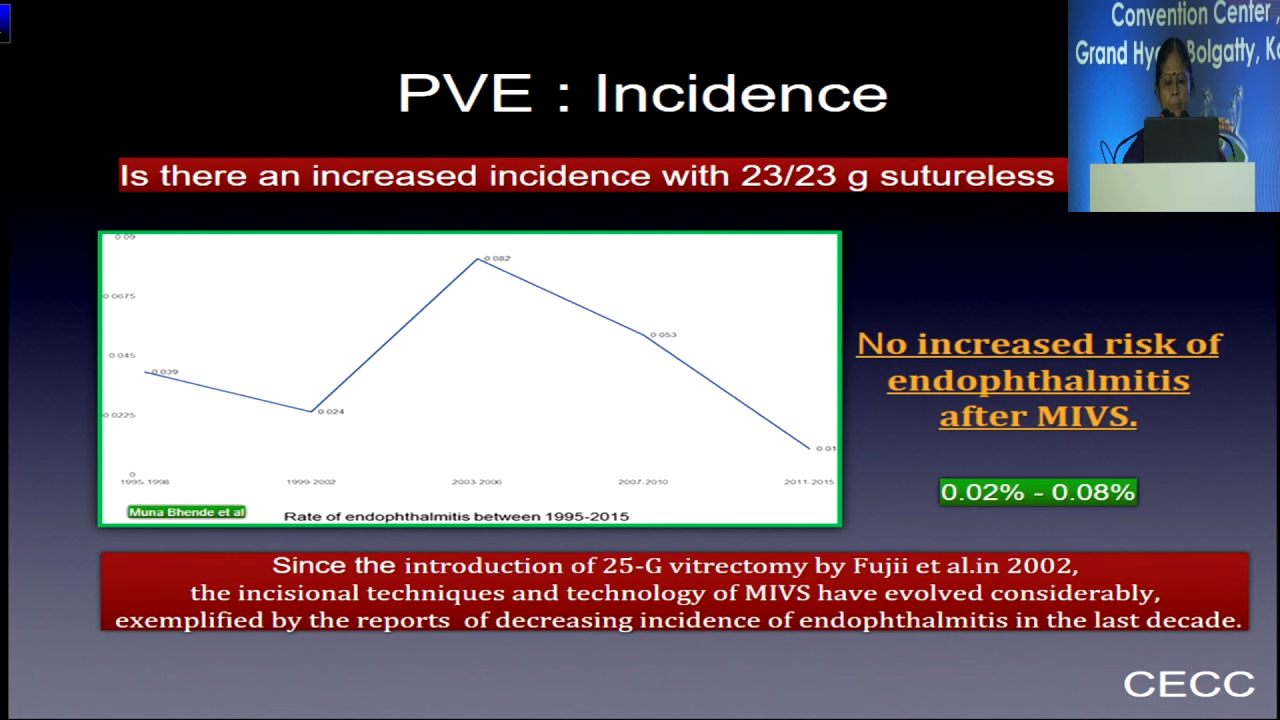 Convention Center ,
Grand Bolgatty,
PVE : Incidence
Is there an increased incidence with 23/23 g sutureless
0.09
0.0675
0.045
0.0225
0
0.039
0.024
0.082
0.053
0.01
1995-1998
1999-2002
2003-2006
2007-2010
2011-2015
Muna Bhende et al
Rate of endophthalmitis between 1995-2015
No increased risk of
endophthalmitis
after MIVS.
0.02% - 0.08%
Since the introduction of 25-G vitrectomy by Fujii et al.in 2002,
the incisional techniques and technology of MIVS have evolved considerably,
exemplified by the reports of decreasing incidence of endophthalmitis in the last decade.
CECC